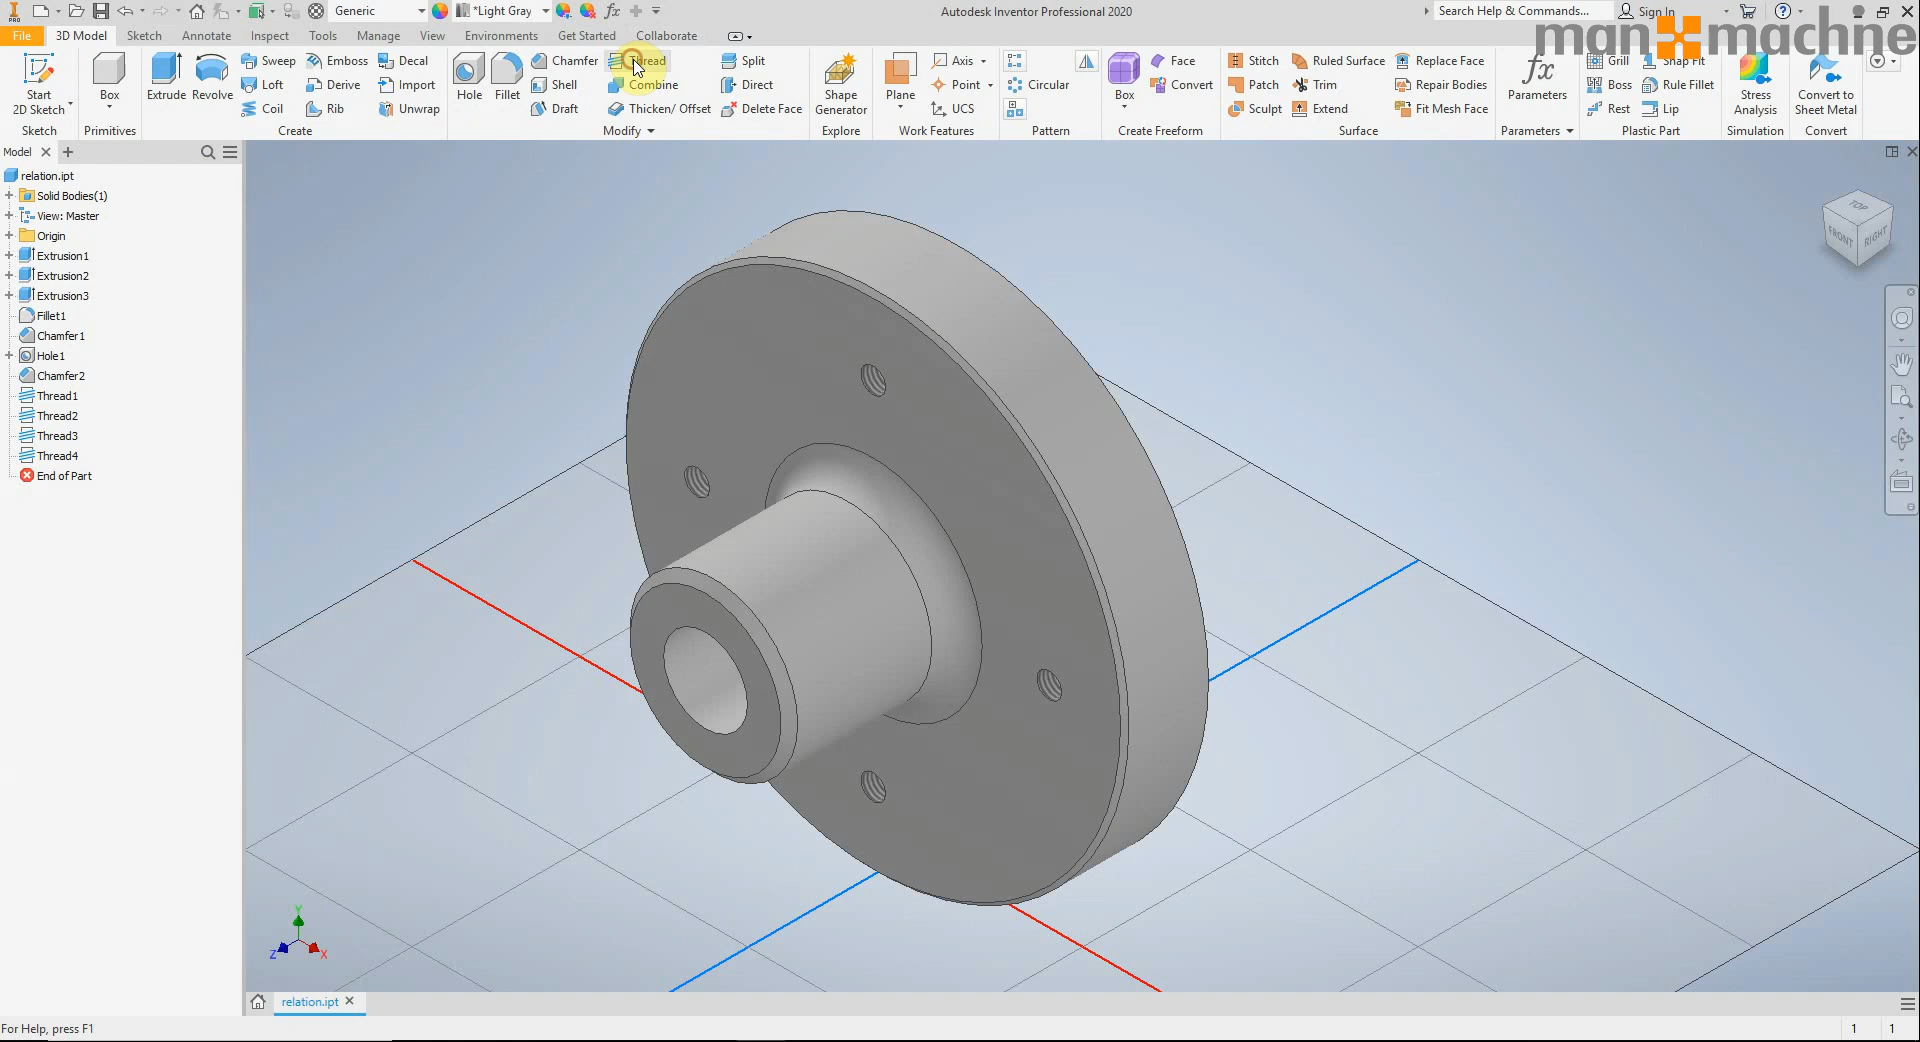 PRO
Generic
*Light Gray
fx
Autodesk Inventor Professional 2020
Search Help & Commands...
Sign In
man machine
File
3D Model
Sketch
Annotate
Inspect
Tools
Manage
View
Environments
Get Started
Collaborate
Start
2D Sketch
Sketch
Box
Primitives
Extrude
Revolve
Sweep
Emboss
Decal
Loft
Derive
Import
Coil
Rib
Unwrap
Create
Hole
Fillet
Chamfer
Thread
Split
Shell
Combine
Direct
Draft
Thicken/ Offset
Delete Face
Modify
Shape
Generator
Explore
Plane
Axis
Point
UCS
Work Features
Circular
Pattern
Box
Face
Convert
Create Freeform
Stitch
Ruled Surface
Replace Face
Patch
Trim
Repair Bodies
Sculpt
Extend
Fit Mesh Face
Surface
fx
Parameters
Parameters
Grill
Snap Fit
Boss
Rule Fillet
Rest
Lip
Plastic Part
Stress
Analysis
Simulation
Convert to
Sheet Metal
Convert
Model
relation.ipt
Solid Bodies(1)
View: Master
Origin
Extrusion1
Extrusion2
Extrusion3
Fillet1
Chamfer1
Hole1
Chamfer2
Thread1
Thread2
Thread3
Thread4
End of Part
TOP
FRONT
RIGHT
Y
Z
X
relation.ipt
For Help, press F1
1
1